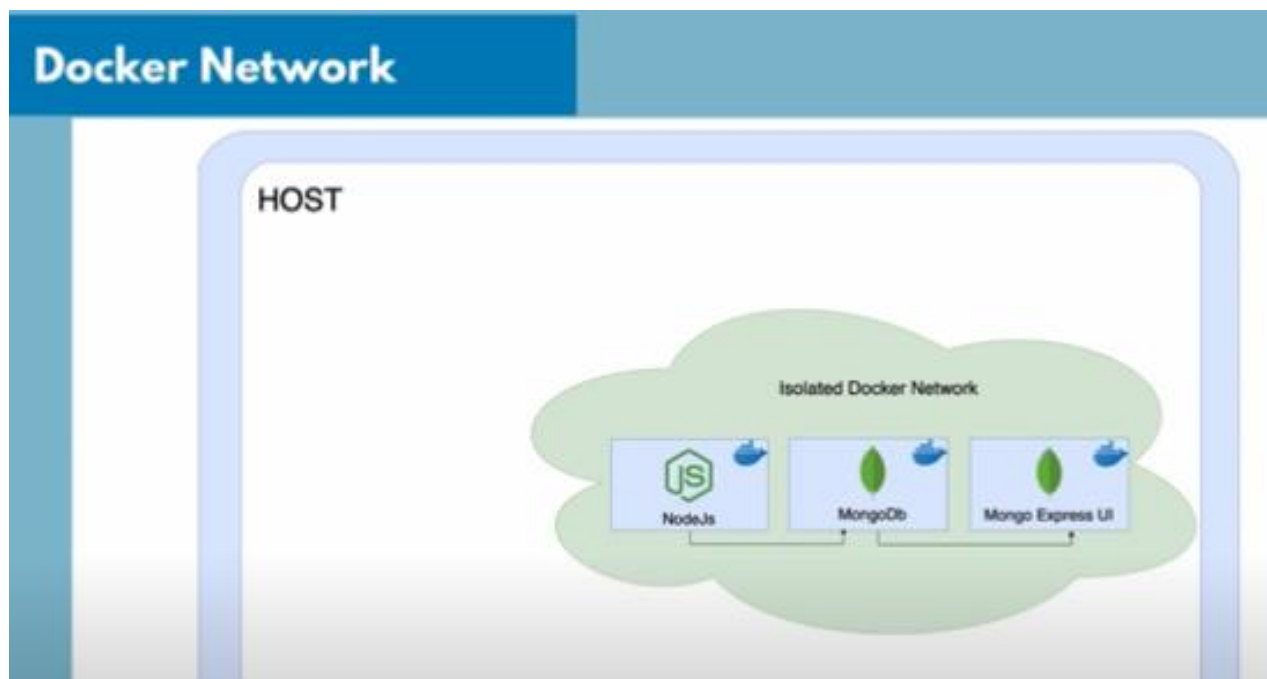 Docker Network
HOST
Isolated Docker Network
JS
NodeJs
MongoDb
Mongo Express UI